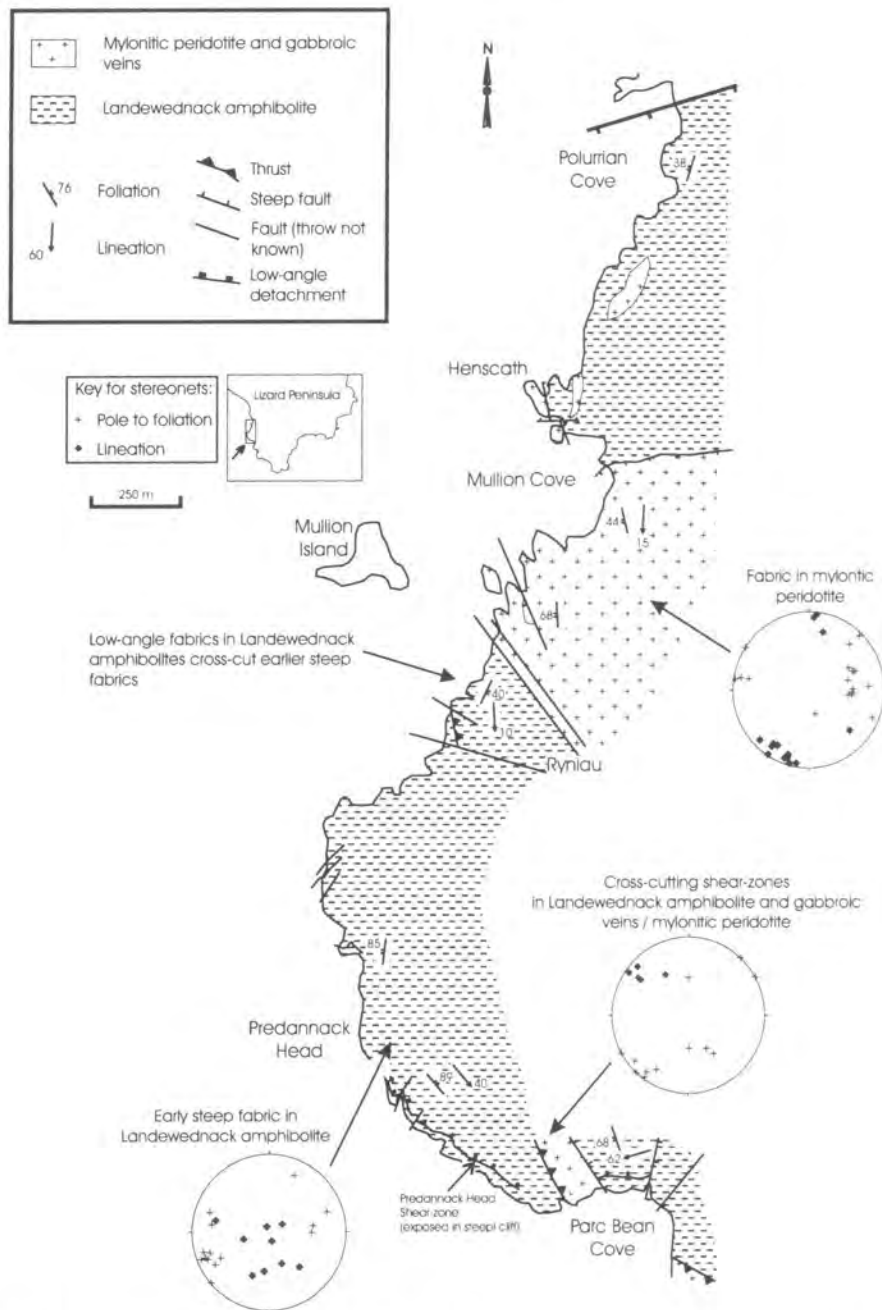 Mylonitic peridotite and gabbroic
veins
Landewednack amphibolite
76
Foliation
60
Lineation
Thrust
Steep fault
Fault (throw not
known)
Low-angle
detachment
N
Polurrian
Cove
38
Key for stereonets:
Pole to foliation
Lineation
Lizard Peninsula
250 m
Henscath
Mullion Cove
Mullion
Island
44
15
68
Fabric in mylontic
peridotite
Low-angle fabrics in Landewednack
amphibolites cross-cut earlier steep
fabrics
40
10
Ryniau
Cross-cutting shear-zones
in Landewednack amphibolite and gabbroic
veins / mylonitic peridotite
85
Predannack
Head
89
40
Early steep fabric in
Landewednack amphibolite
68
62
Predannack Head
Shear-zone
(exposed in steepl cliff)
Parc Bean
Cove